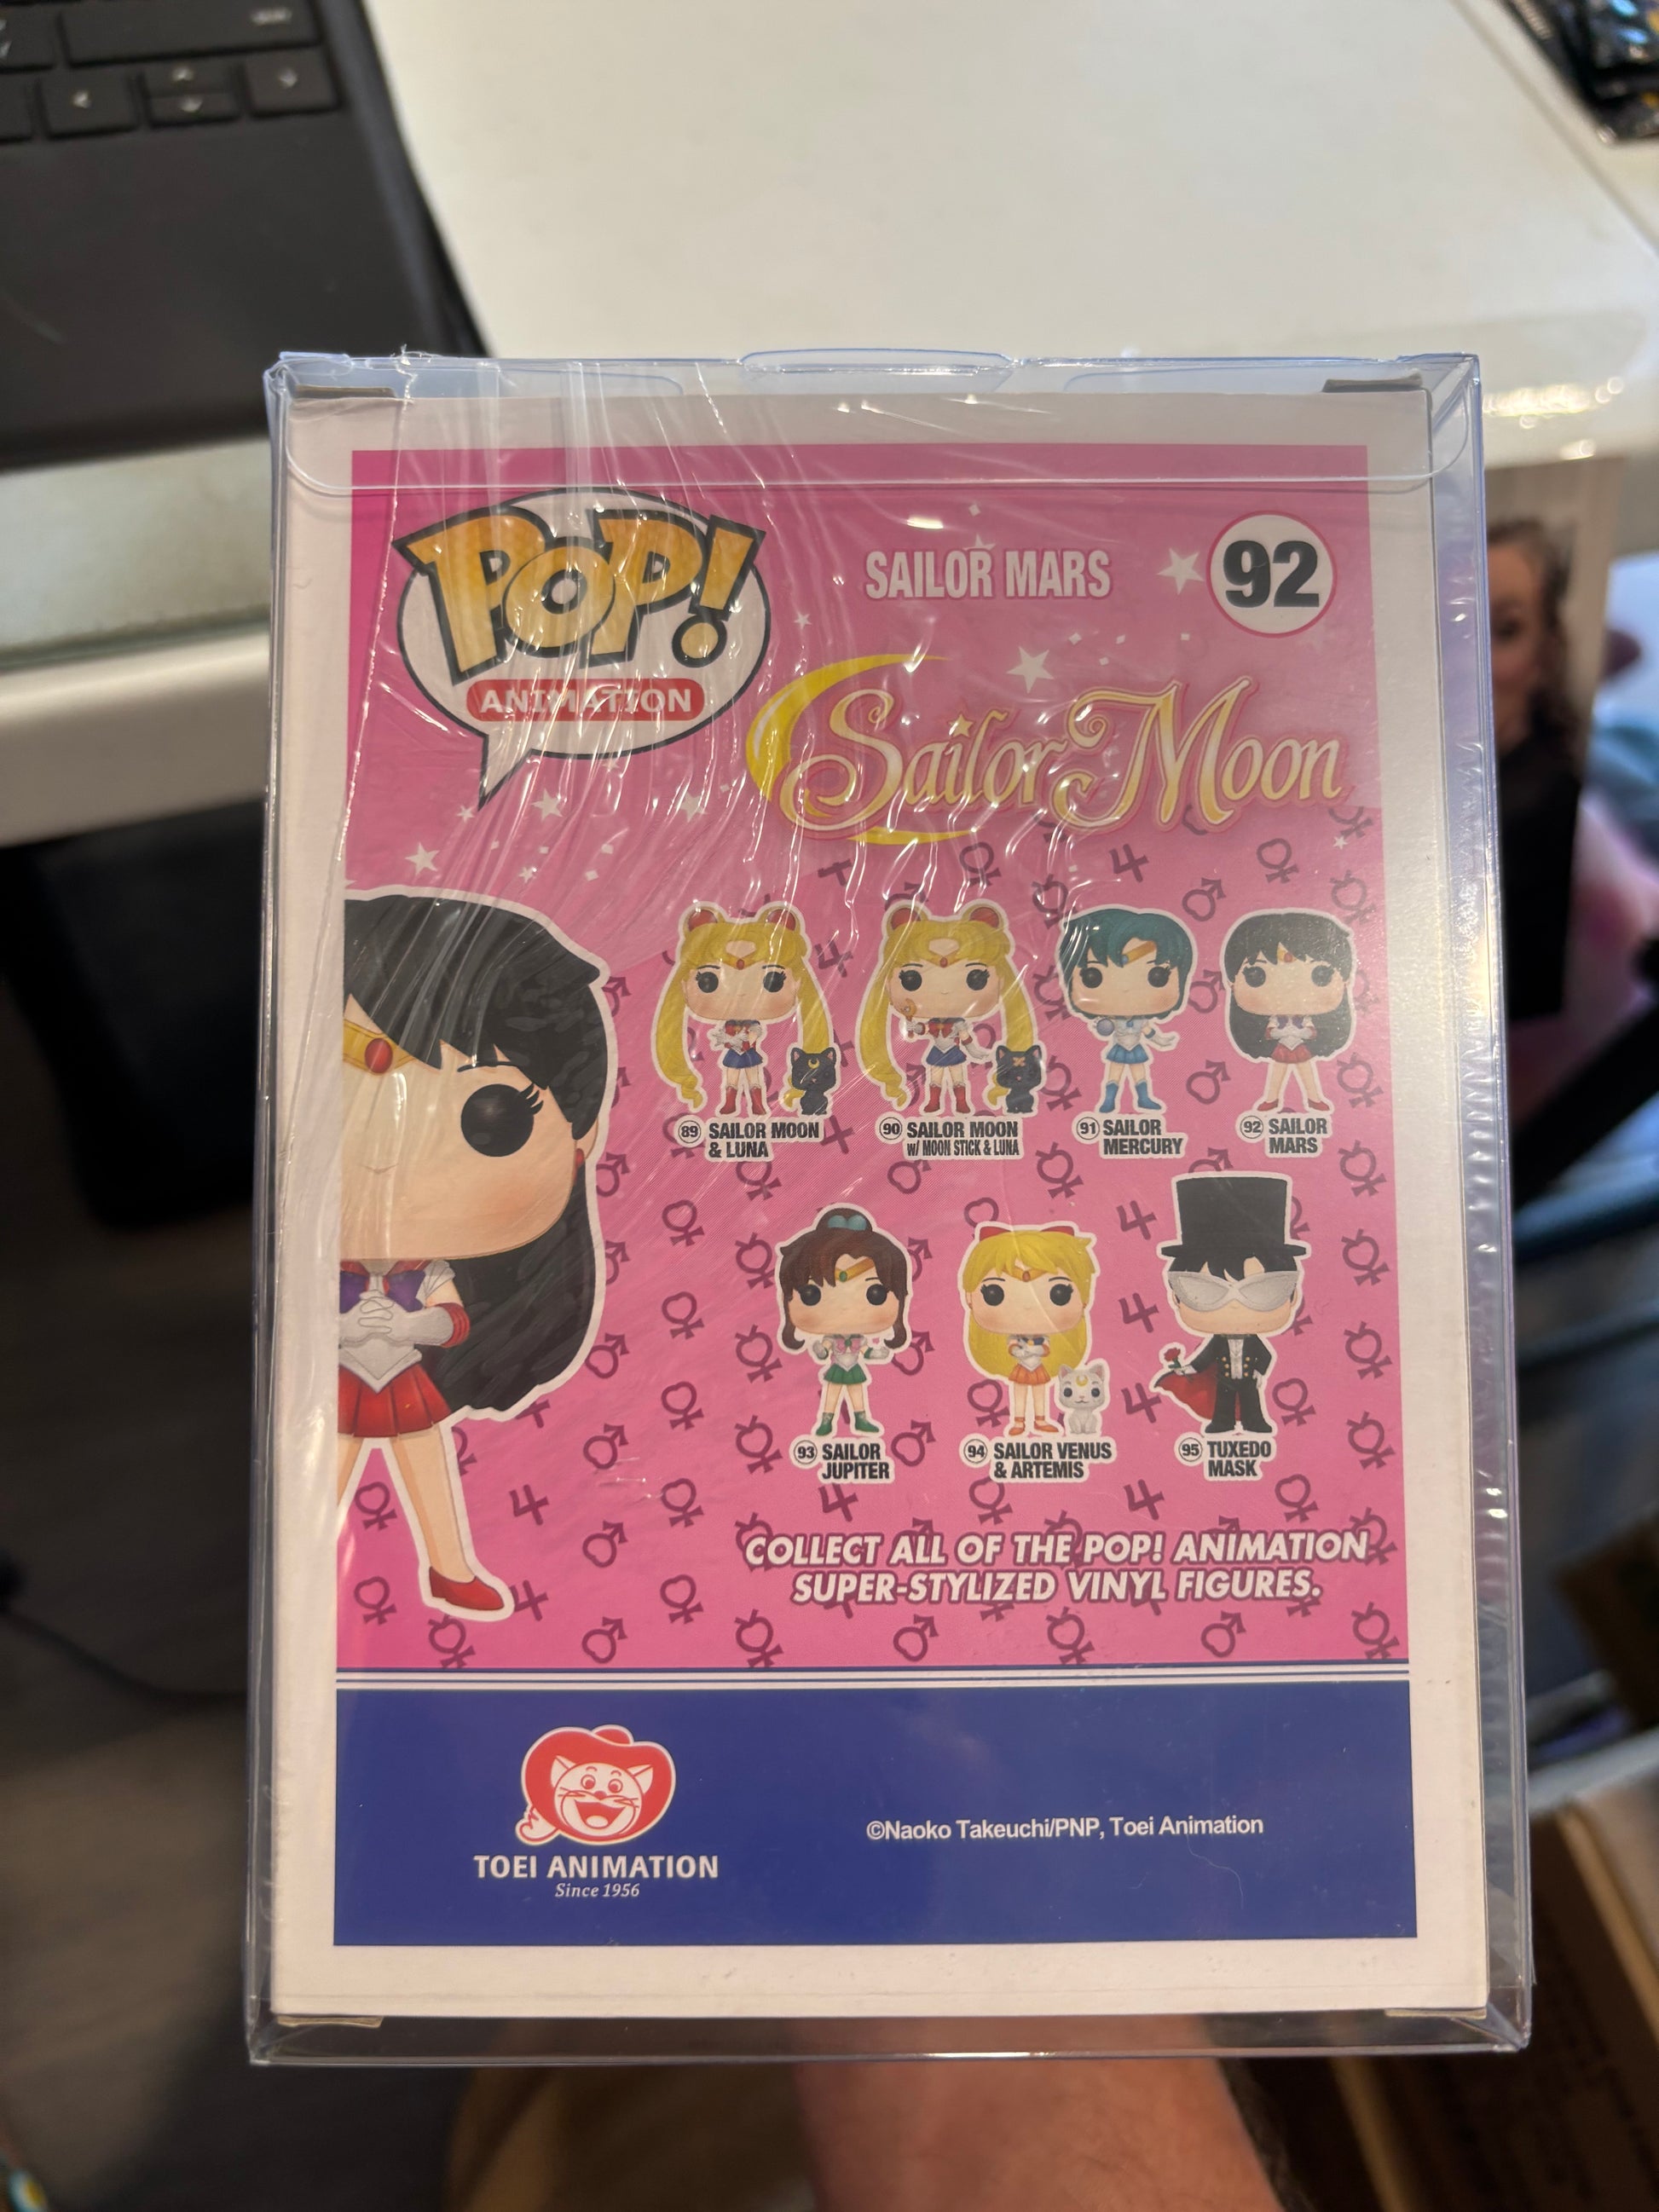 POP!
ANIMATION
SAILOR MARS
92
Sailor Moon
89 SAILOR MOON
& LUNA
90 SAILOR MOON
w/ MOON STICK & LUNA
91 SAILOR
MERCURY
92 SAILOR
MARS
93 SAILOR
JUPITER
94 SAILOR VENUS
& ARTEMIS
95 TUXEDO
MASK
COLLECT ALL OF THE POP! ANIMATION
SUPER-STYLIZED VINYL FIGURES.
TOEI ANIMATION
Since 1956
©Naoko Takeuchi/PNP, Toei Animation